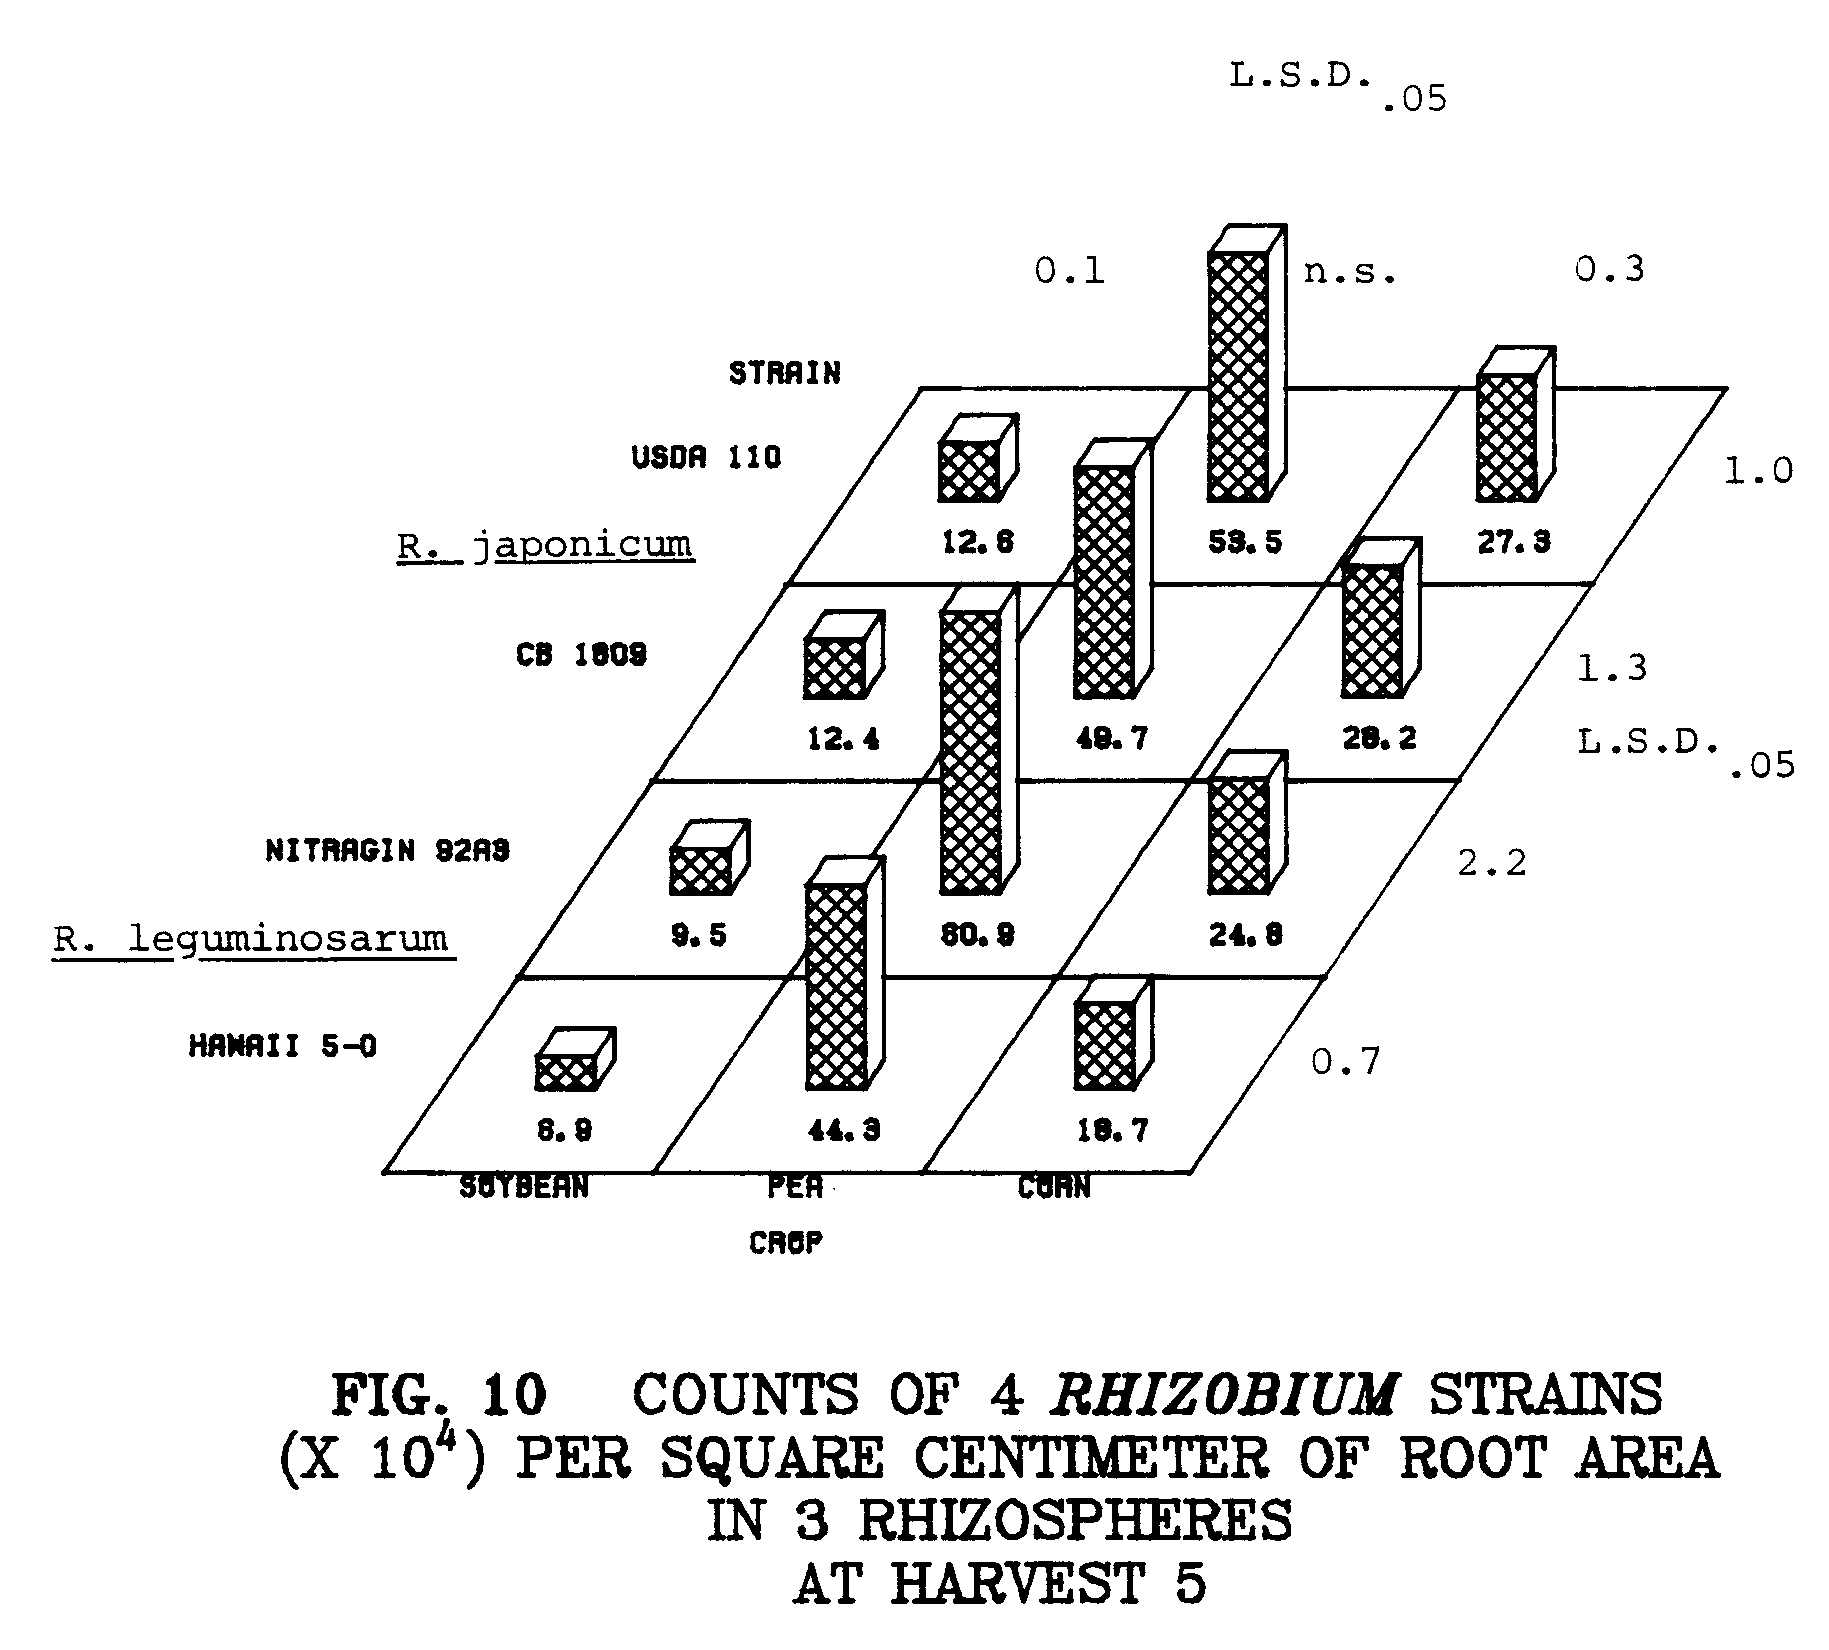 L.S.D. .05
0.1 n.s. 0.3
STRAIN
USDA 110
1.0
12.6 53.5 27.3
R. japonicum
CB 1809
1.3
12.4 49.7 28.2
L.S.D. .05
NITRAGIN 92A3
2.2
9.5 60.9 24.8
R. leguminosarum
HAWAII 5-0
0.7
6.9 44.3 18.7
SOYBEAN PEA CORN
CROP
FIG. 10 COUNTS OF 4 RHIZOBIUM STRAINS
(X 10⁴) PER SQUARE CENTIMETER OF ROOT AREA
IN 3 RHIZOSPHERES
AT HARVEST 5